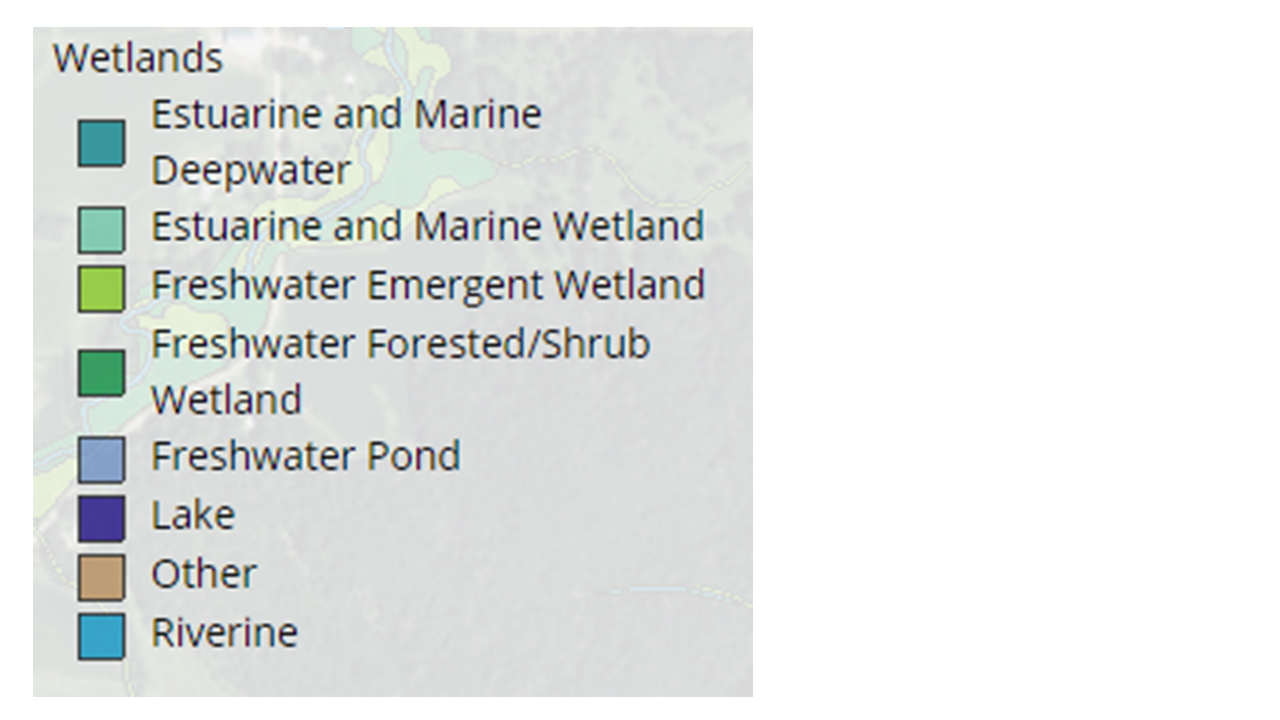 Wetlands
Estuarine and Marine
Deepwater
Estuarine and Marine Wetland
Freshwater Emergent Wetland
Freshwater Forested/Shrub
Wetland
Freshwater Pond
Lake
Other
Riverine